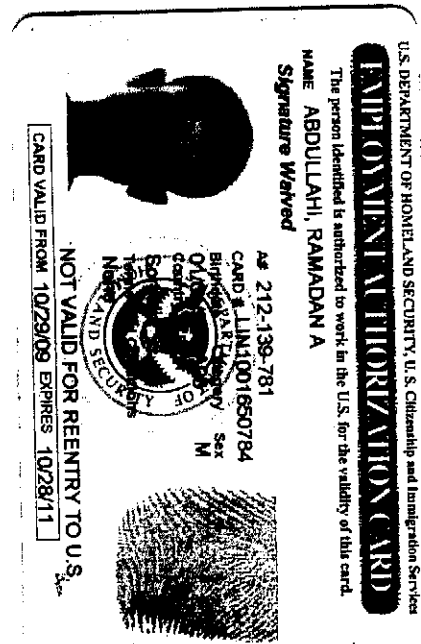 U.S. DEPARTMENT OF HOMELAND SECURITY, U.S. Citizenship and Immigration Services
EMPLOYMENT AUTHORIZATION CARD
The person identified is authorized to work in the U.S. for the validity of this card.
NAME ABDULLAHI, RAMADAN A
Signature Waived
A# 212-139-781
CARD # LIN1001650784
Birthdate Category Sex
M
NOT VALID FOR REENTRY TO U.S.
CARD VALID FROM 10/29/09 EXPIRES 10/28/11